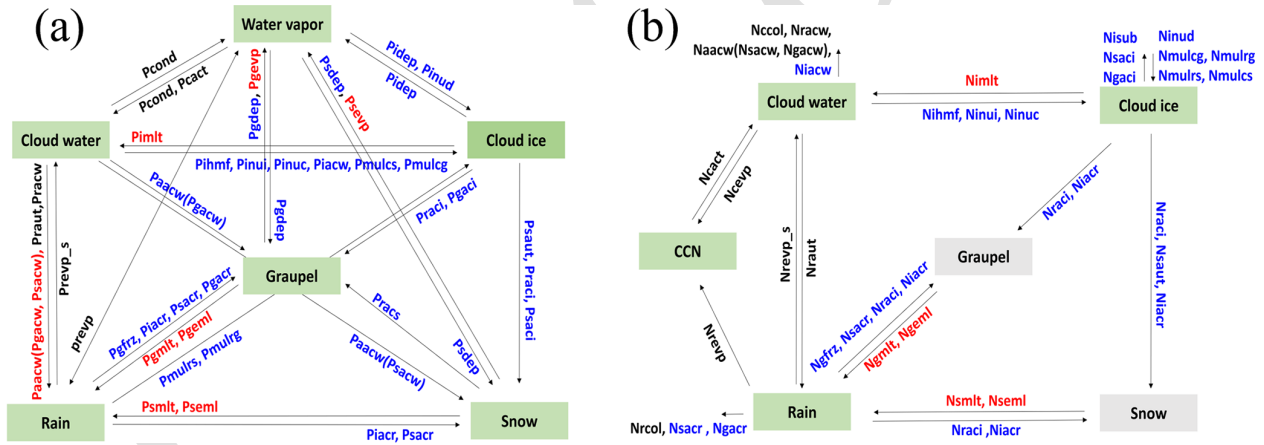 (a)
Water vapor
Pcond
Pcond, Pcact
Pgdep, Pgevp
Psdep, Psevp
Pidep, Pinud
Pidep
Cloud water
Cloud ice
Pimlt
Pihmf, Pinui, Pinuc, Piacw, Pmulcs, Pmulcg
Paacw(Pgacw)
Pgdep
Praci, Pgaci
Graupel
Paacw(Pgacw, Psacw), Praut,Pracw
Prevp_s
prevp
Pgfrz, Piacr, Psacr, Pgacr
Pgmlt, Pgeml
Pmulrs, Pmulrg
Pracs
Paacw(Psacw)
Psdep
Psaut, Praci, Psaci
Rain
Snow
Psmlt, Pseml
Piacr, Psacr
(b)
Nccol, Nracw,
Naacw(Nsacw, Ngacw),
Niacw
Nisub
Nsaci
Ngaci
Ninud
Nmulcg, Nmulrg
Nmulrs, Nmulcs
Cloud water
Cloud ice
Nimlt
Nihmf, Ninui, Ninuc
Ncact
Ncevp
CCN
Nrevp_s
Nraut
Nraci, Niacr
Graupel
Nraci, Nsaut, Niacr
Ngfrz, Nsacr, Nraci, Niacr
Ngmlt, Ngeml
Nrevp
Rain
Snow
Nsmlt, Nseml
Nraci ,Niacr
Nrcol, Nsacr , Ngacr